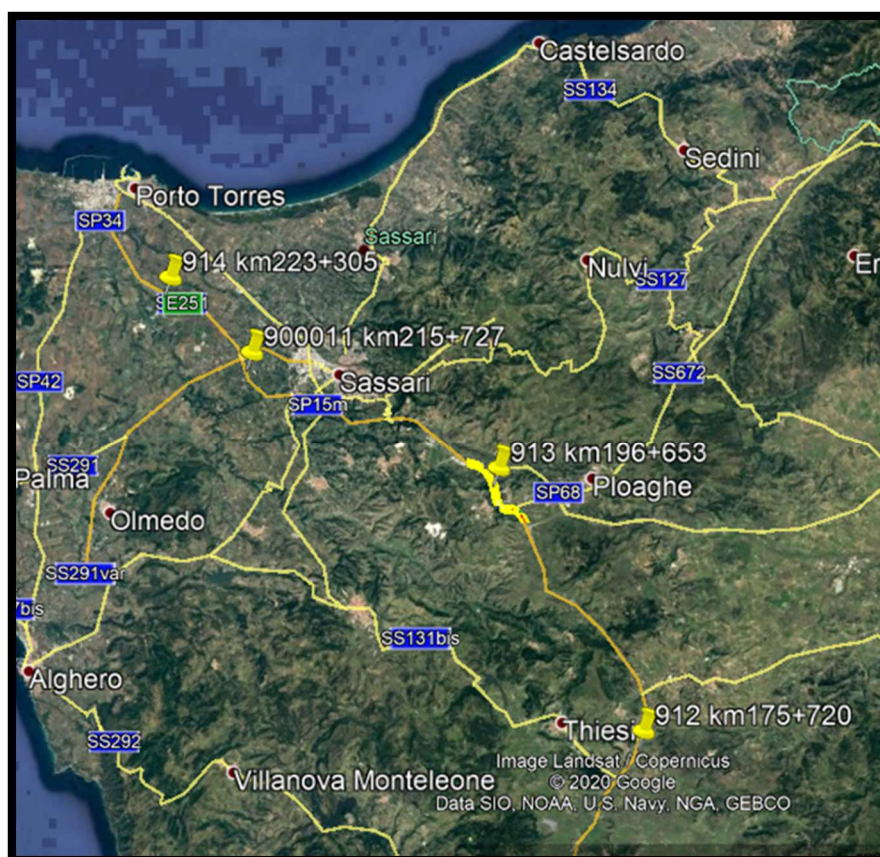 Castelsardo
SS134
Sedini
Porto Torres
SP34
Sassari
914 km223+305
Nulvi
SS127
E25
900011 km215+727
SS672
SP42
Sassari
SP15m
913 km196+653
SS291
Palma
SP68
Ploaghe
Olmedo
SS291var
7bis
SS131bis
Alghero
912 km175+720
Thiesi
SS292
Villanova Monteleone
Image Landsat / Copernicus
© 2020 Google
Data SIO, NOAA, U.S. Navy, NGA, GEBCO